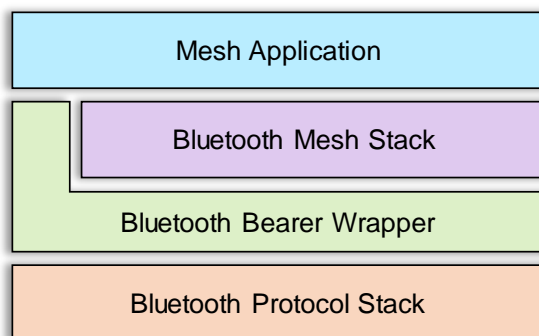 Mesh Application
Bluetooth Mesh Stack
Bluetooth Bearer Wrapper
Bluetooth Protocol Stack